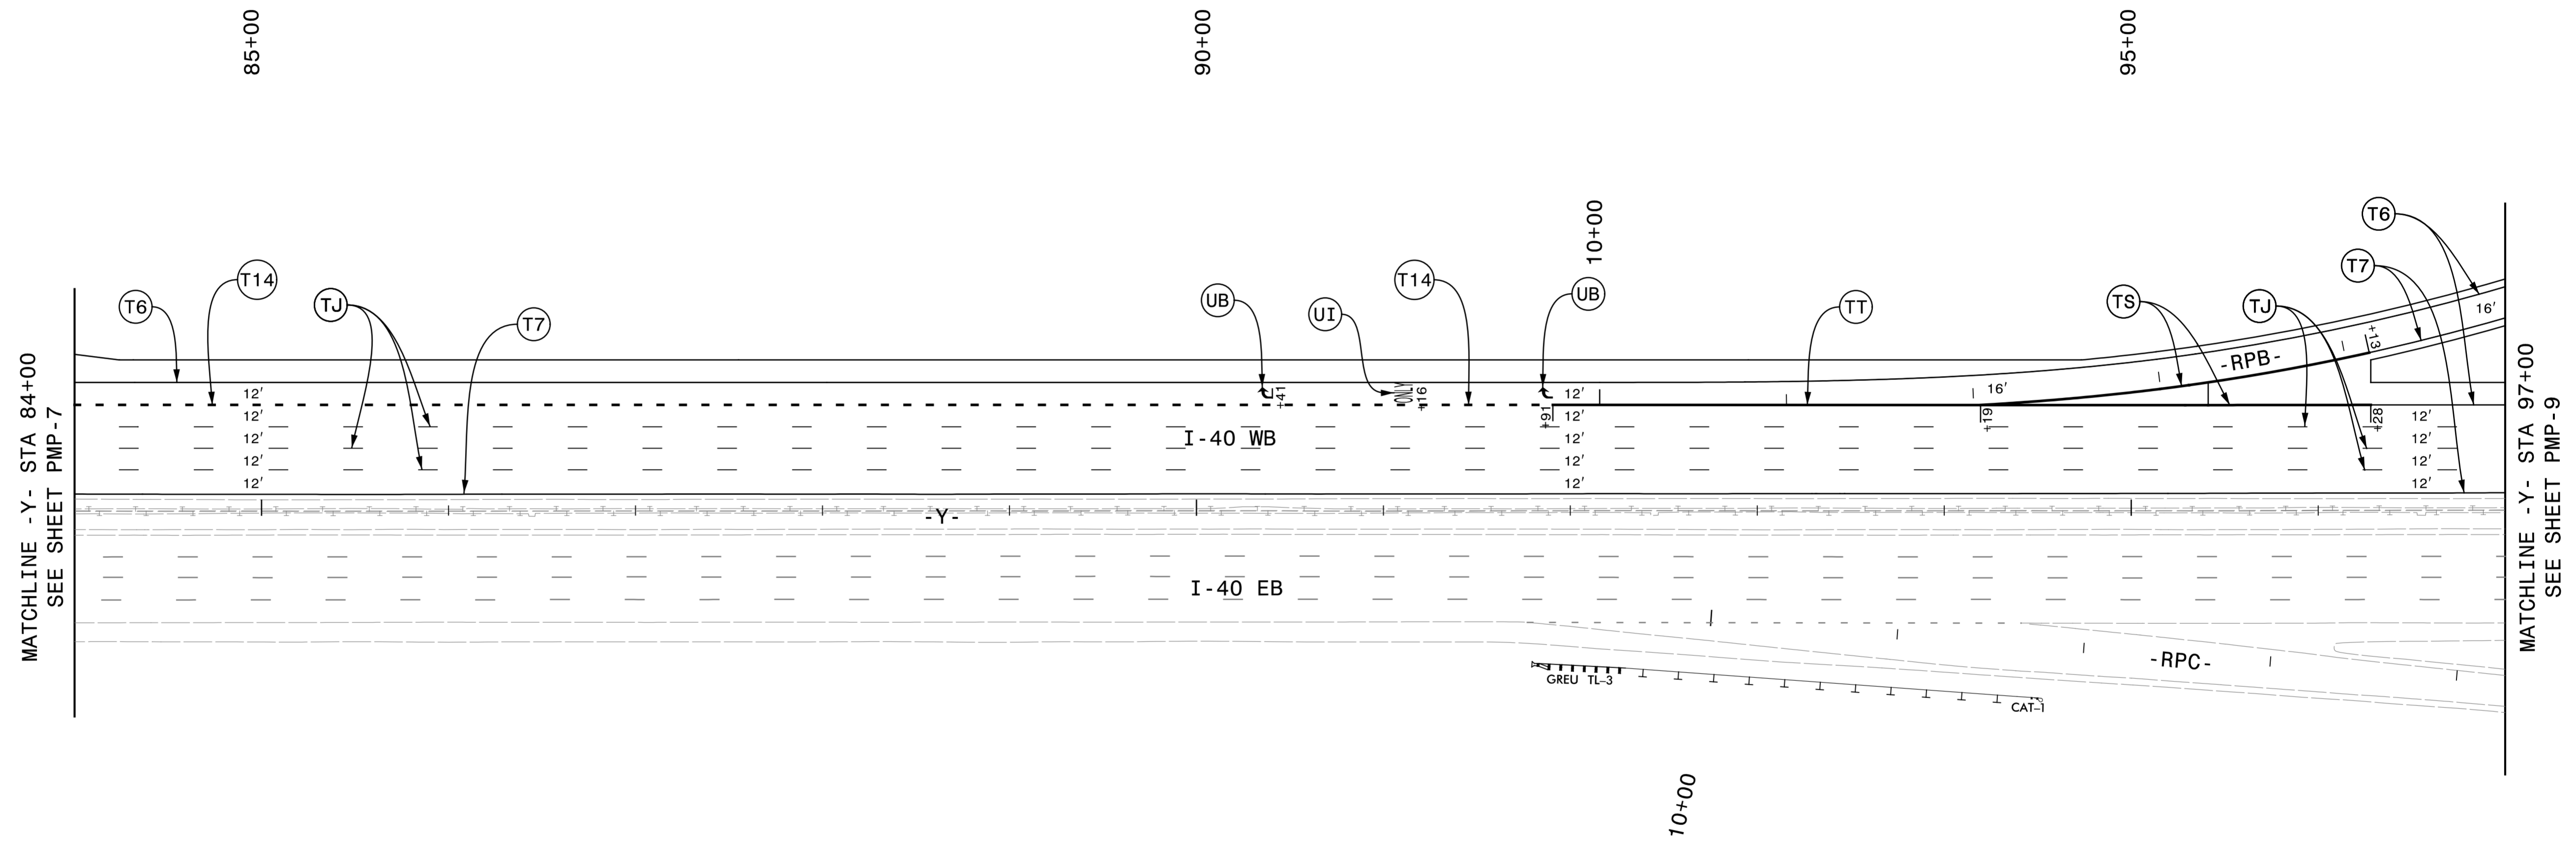 85+00
90+00
95+00
10+00
T6
T14
TJ
T7
UB
UI
T14
UB
TT
TS
TJ
T7
T6
16'
+13
-RPB-
12'
12'
12'
12'
12'
+41
ONLY
+16
+91
12'
12'
12'
12'
12'
16'
+19
+28
12'
12'
12'
12'
I-40 WB
-Y-
I-40 EB
-RPC-
GREU TL-3
CAT-1
10+00
MATCHLINE -Y- STA 84+00
SEE SHEET PMP-7
MATCHLINE -Y- STA 97+00
SEE SHEET PMP-9